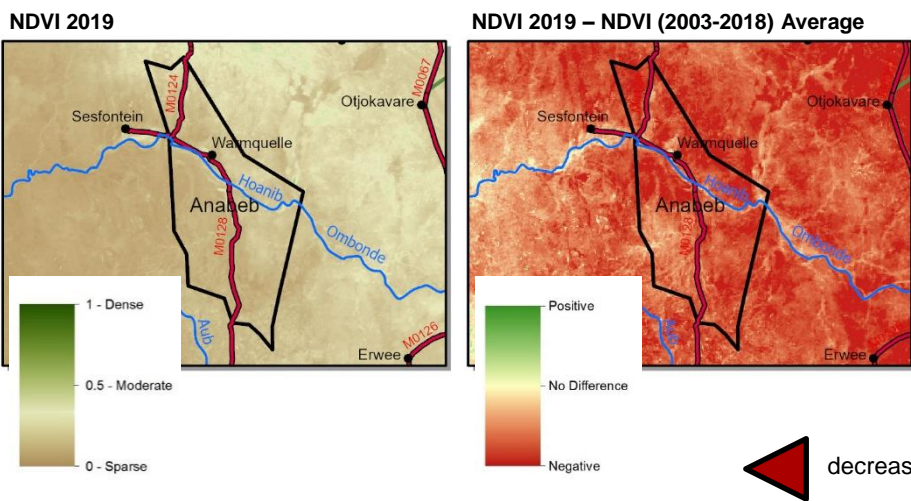 NDVI 2019
M0124
M0067
Otjokavare
Sesfontein
Warmquelle
Hoanib
Anabeb
M0128
Ombonde
Aub
M0126
Erwee
1 - Dense
0.5 - Moderate
0 - Sparse
NDVI 2019 – NDVI (2003-2018) Average
Otjokavare
Sesfontein
Warmquelle
Hoanib
Anabeb
M0128
Ombonde
Erwee
Positive
No Difference
Negative
decreas